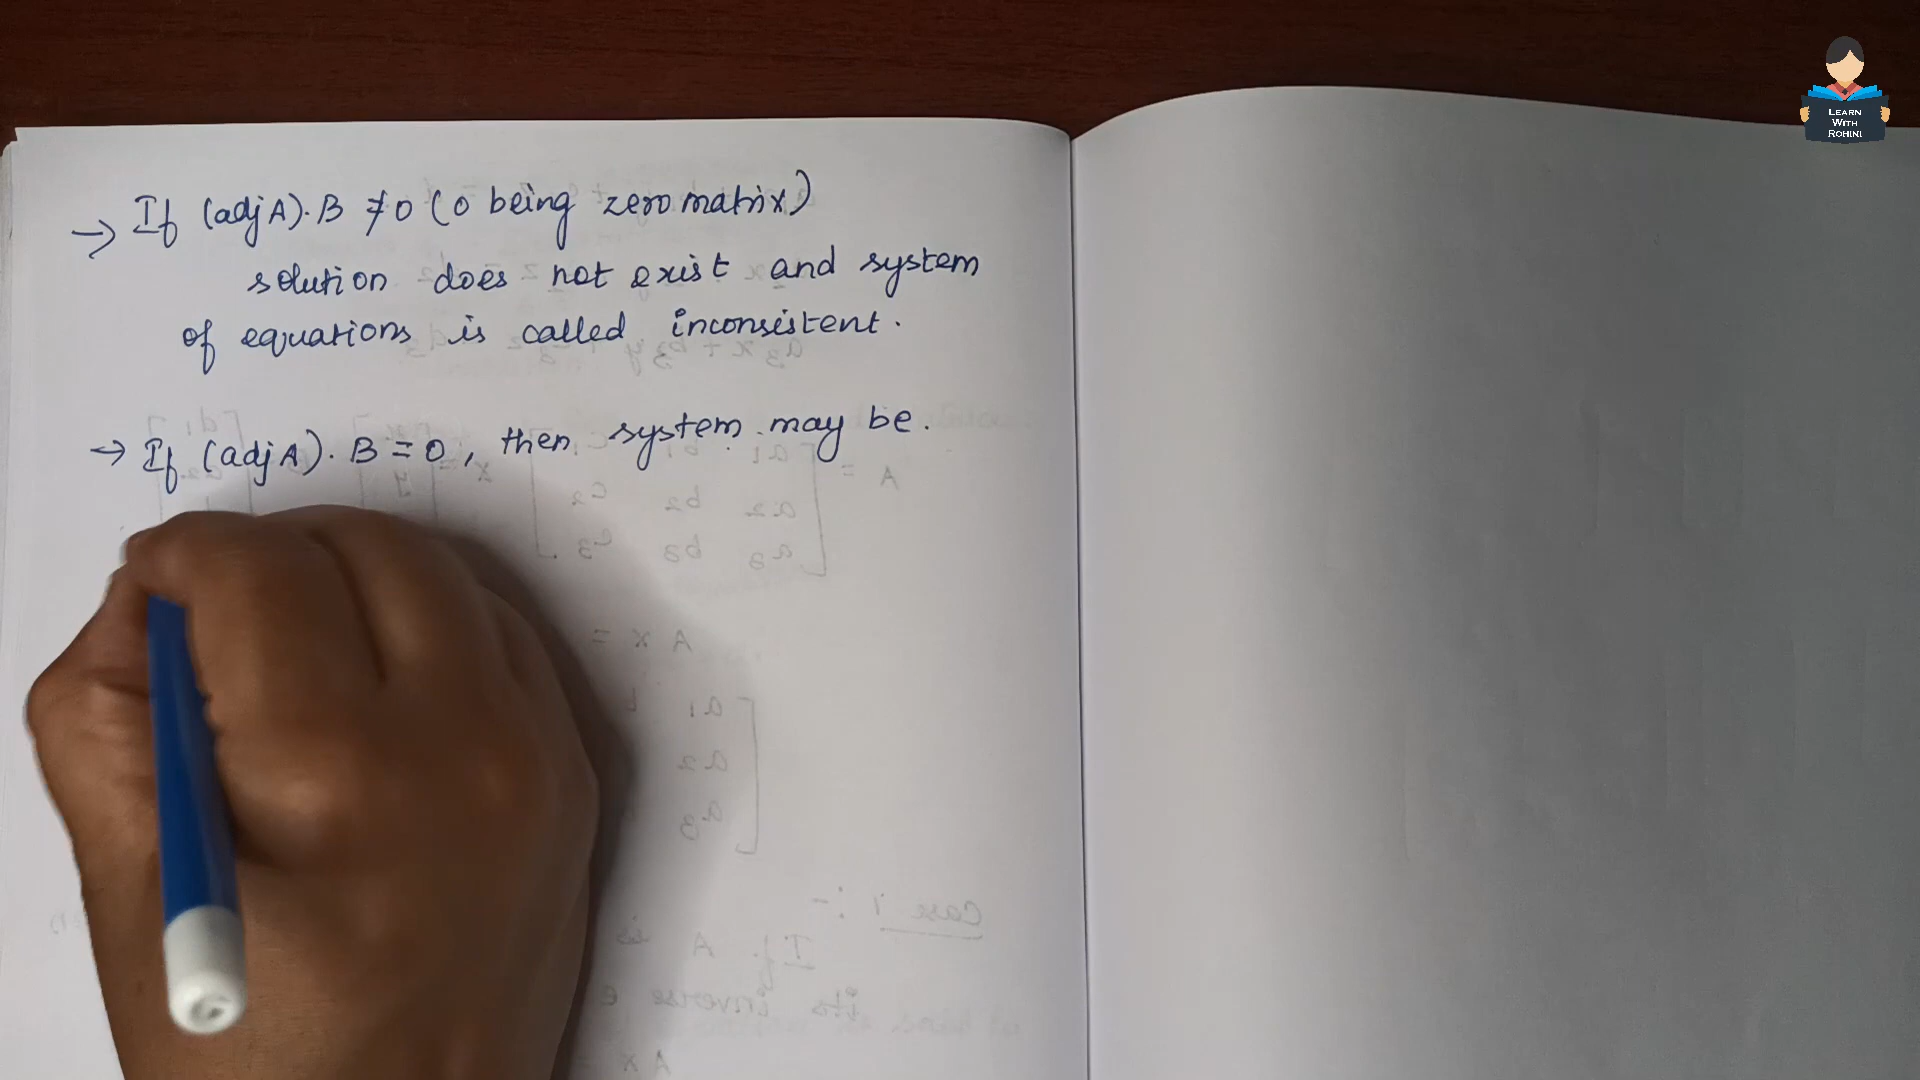 → If (adj A). B ≠ 0 (0 being zero matrix)
solution does not exist and system
of equations is called inconsistent.
→ If (adj A). B = 0, then system may be.
LEARN
WITH
ROHINI